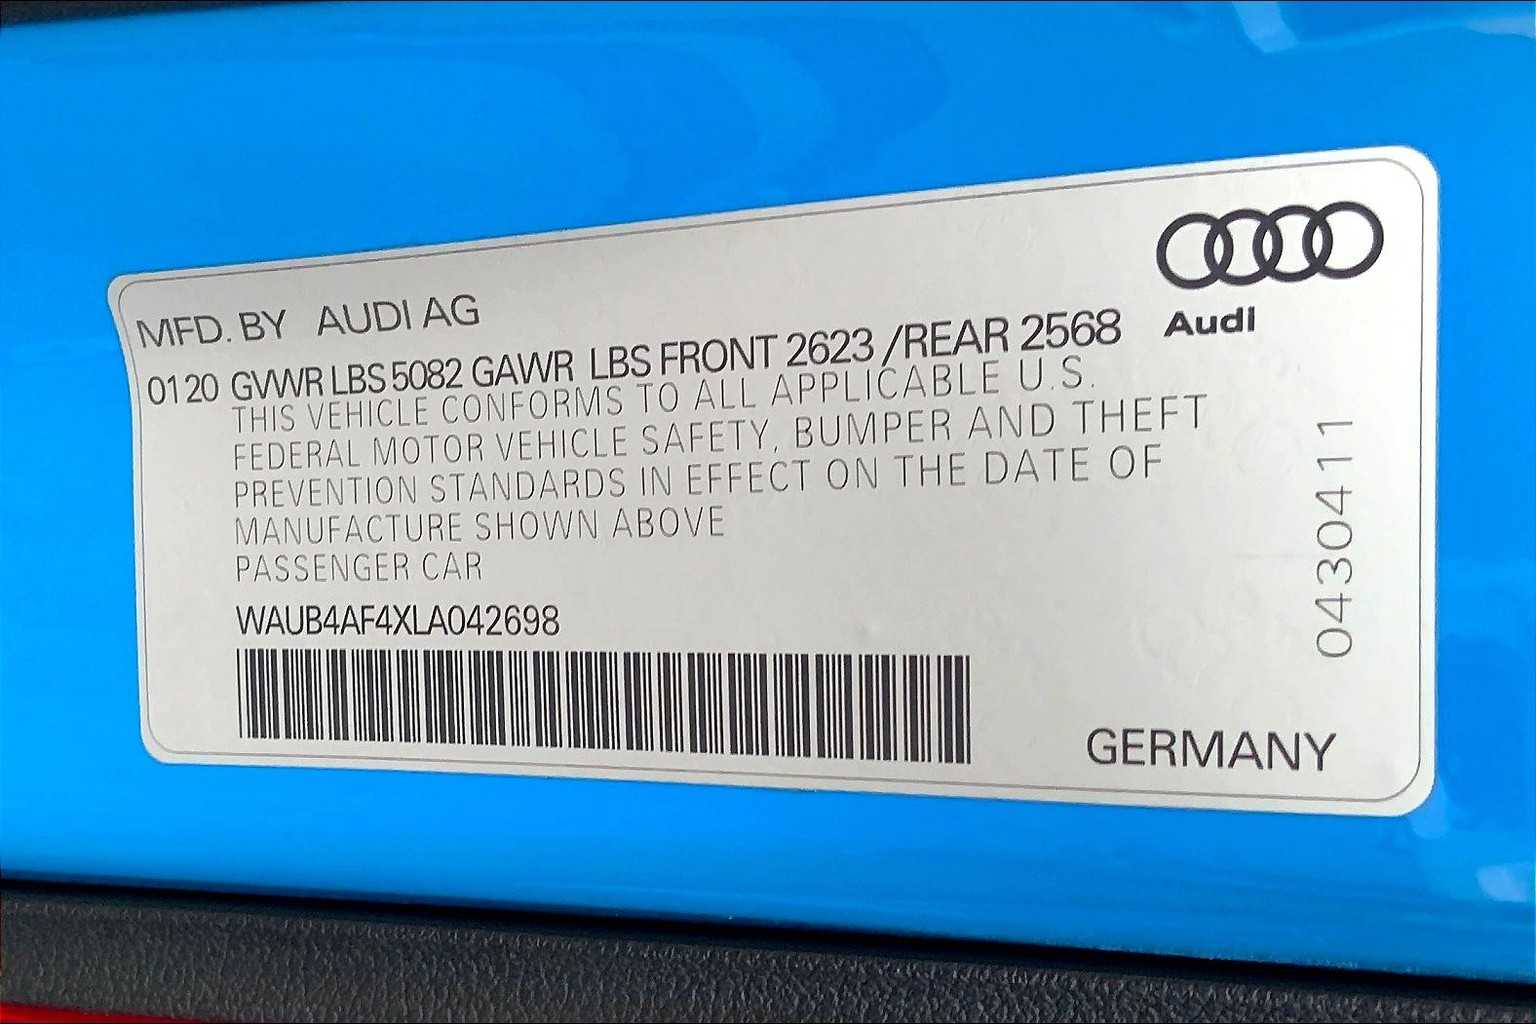 MFD. BY AUDI AG
0120 GVWR LBS 5082 GAWR LBS FRONT 2623 /REAR 2568
THIS VEHICLE CONFORMS TO ALL APPLICABLE U.S.
FEDERAL MOTOR VEHICLE SAFETY, BUMPER AND THEFT
PREVENTION STANDARDS IN EFFECT ON THE DATE OF
MANUFACTURE SHOWN ABOVE
PASSENGER CAR
WAUB4AF4XLA042698
Audi
0430411
GERMANY